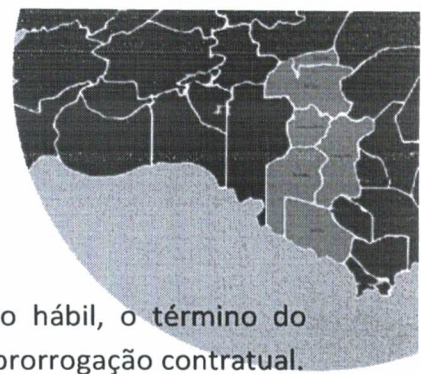 o hábil, o término do
prorrogação contratual.